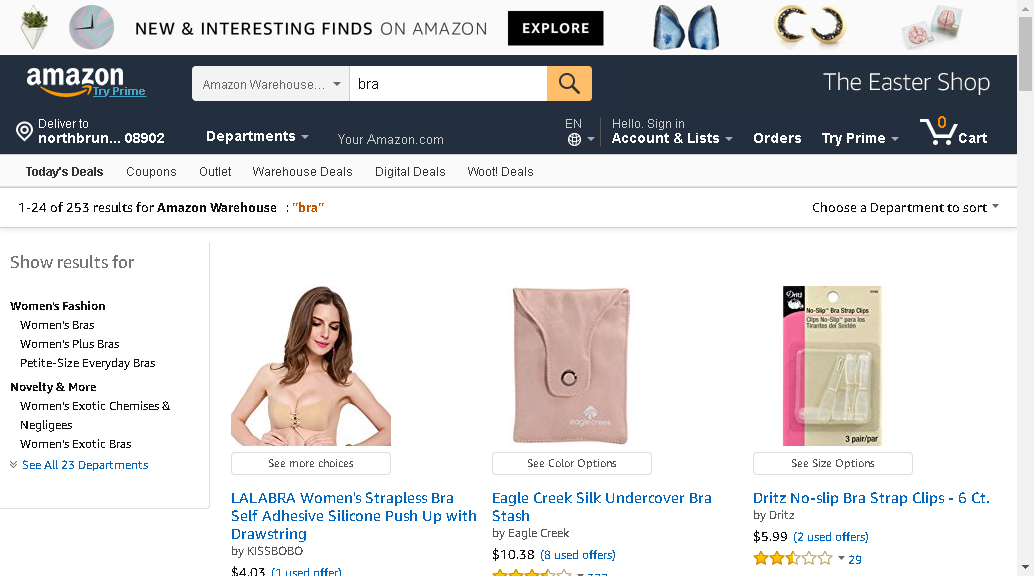 NEW & INTERESTING FINDS ON AMAZON EXPLORE
amazon
Try Prime
Amazon Warehouse...
bra
The Easter Shop
Deliver to
northbrun... 08902
Departments
Your Amazon.com
EN
Hello. Sign in
Account & Lists
Orders
Try Prime
0
Cart
Today's Deals Coupons Outlet Warehouse Deals Digital Deals Woot! Deals
1-24 of 253 results for Amazon Warehouse : "bra"
Choose a Department to sort
Show results for
Women's Fashion
Women's Bras
Women's Plus Bras
Petite-Size Everyday Bras
Novelty & More
Women's Exotic Chemises &
Negligees
Women's Exotic Bras
See All 23 Departments
See more choices
LALABRA Women's Strapless Bra
Self Adhesive Silicone Push Up with
Drawstring
by KISSBOBO
$4.03 (1 used offer)
eagle creek
See Color Options
Eagle Creek Silk Undercover Bra
Stash
by Eagle Creek
$10.38 (8 used offers)
Dritz
No-Slip Bra Strap Clips
Clips No-Slip para los
Tirantes del Sostén
3 pair/par
See Size Options
Dritz No-slip Bra Strap Clips - 6 Ct.
by Dritz
$5.99 (2 used offers)
29